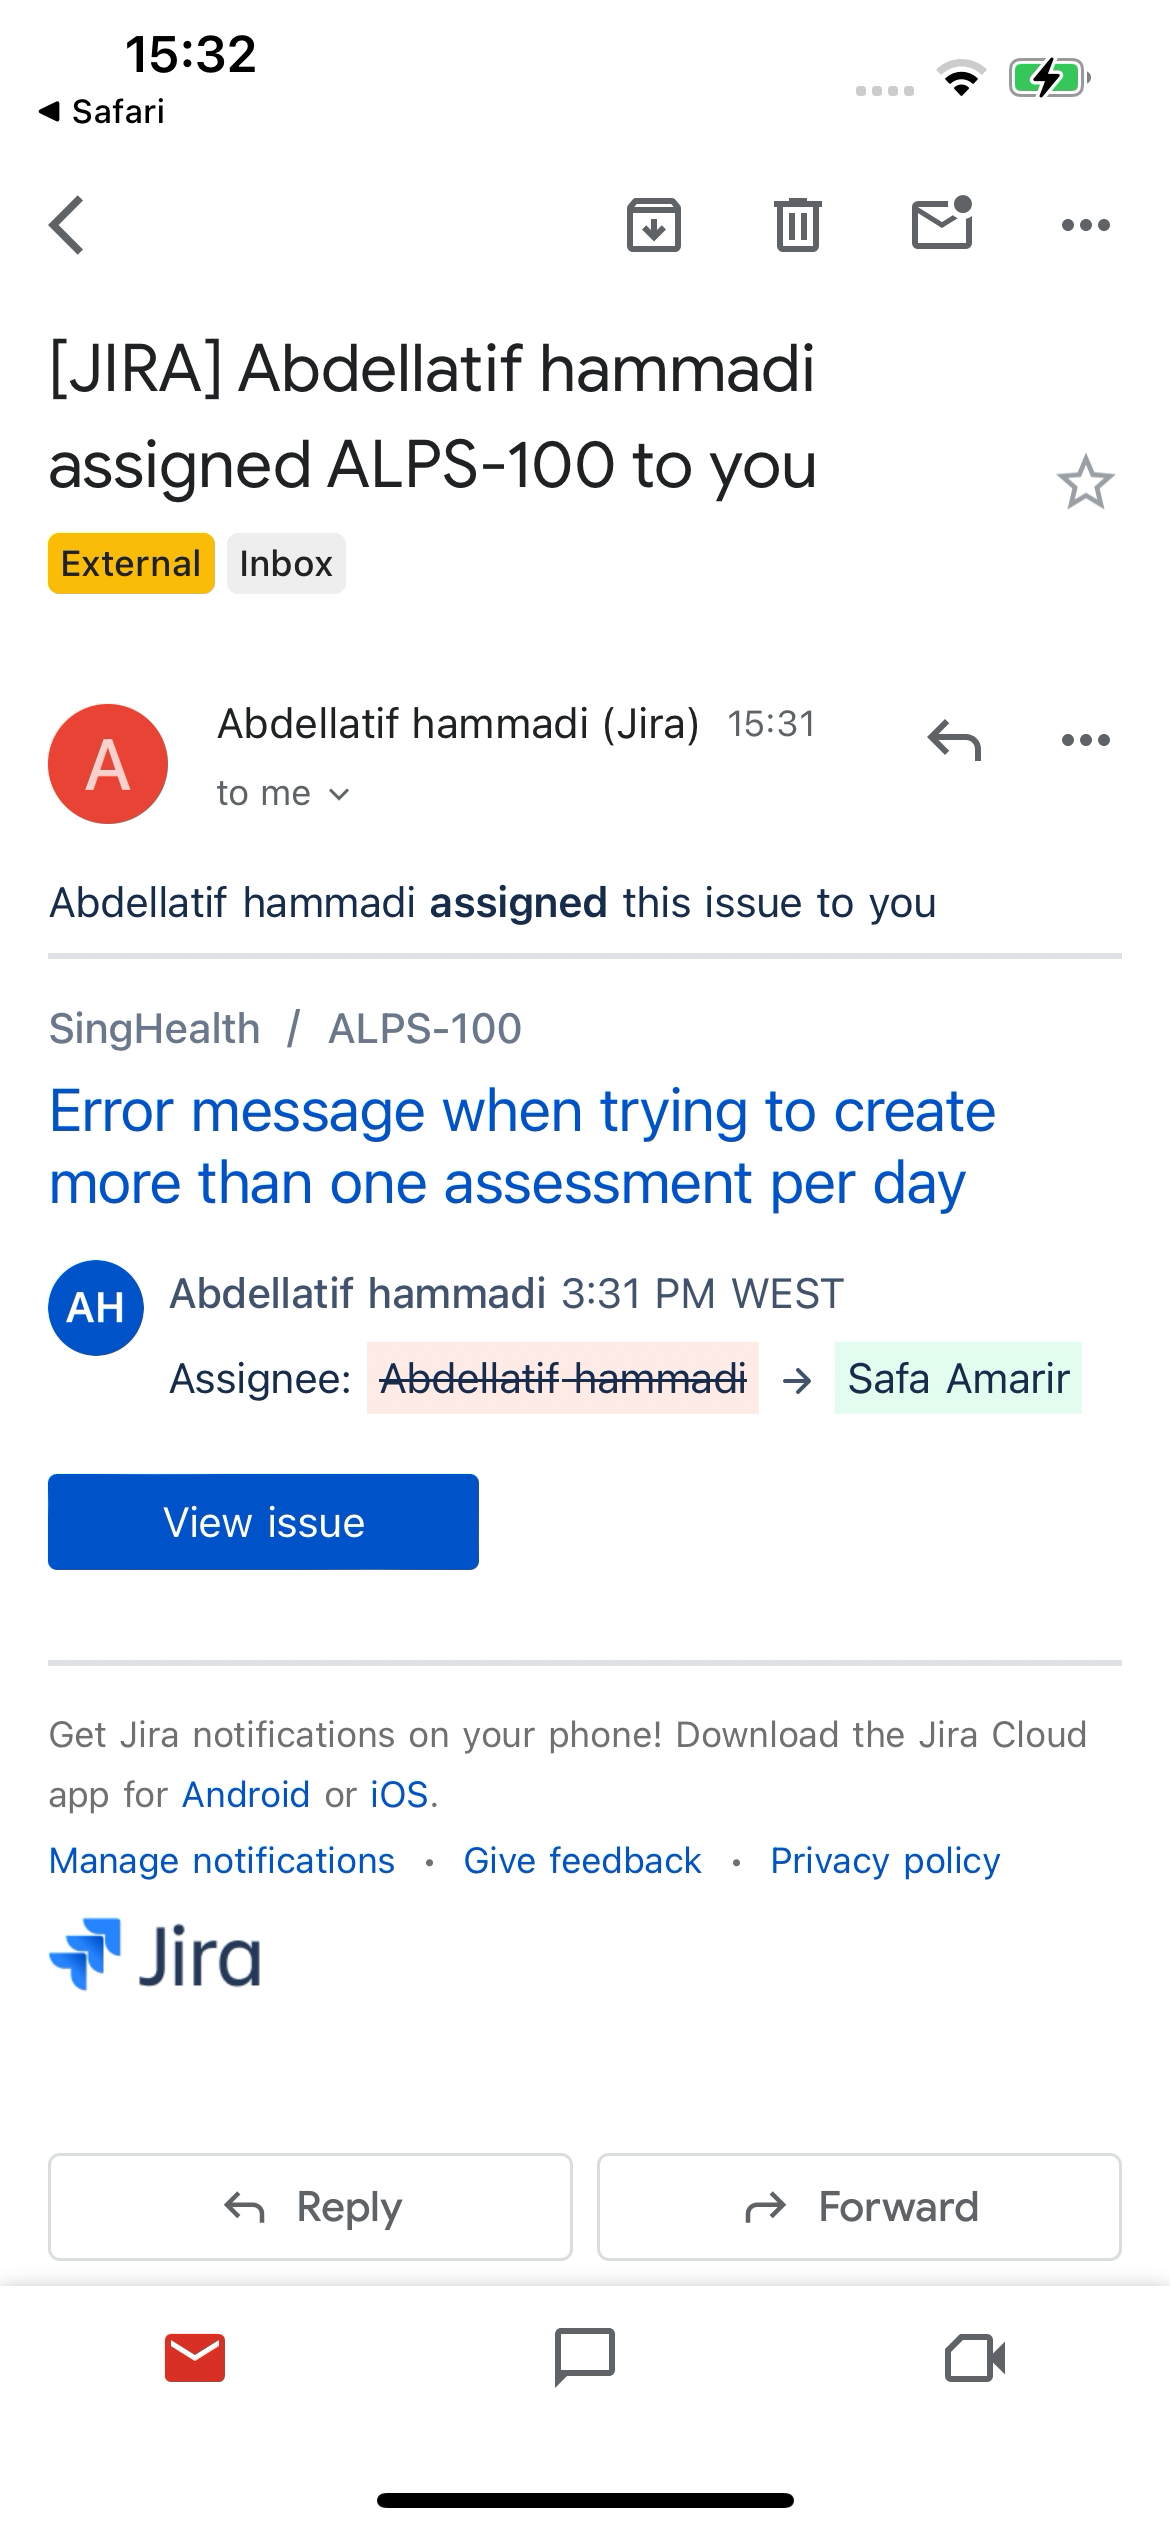 15:32
Safari
[JIRA] Abdellatif hammadi
assigned ALPS-100 to you
External Inbox
A
Abdellatif hammadi (Jira) 15:31
to me
Abdellatif hammadi assigned this issue to you
SingHealth / ALPS-100
Error message when trying to create
more than one assessment per day
AH
Abdellatif hammadi 3:31 PM WEST
Assignee: Abdellatif hammadi → Safa Amarir
View issue
Get Jira notifications on your phone! Download the Jira Cloud
app for Android or iOS.
Manage notifications • Give feedback • Privacy policy
Jira
Reply Forward